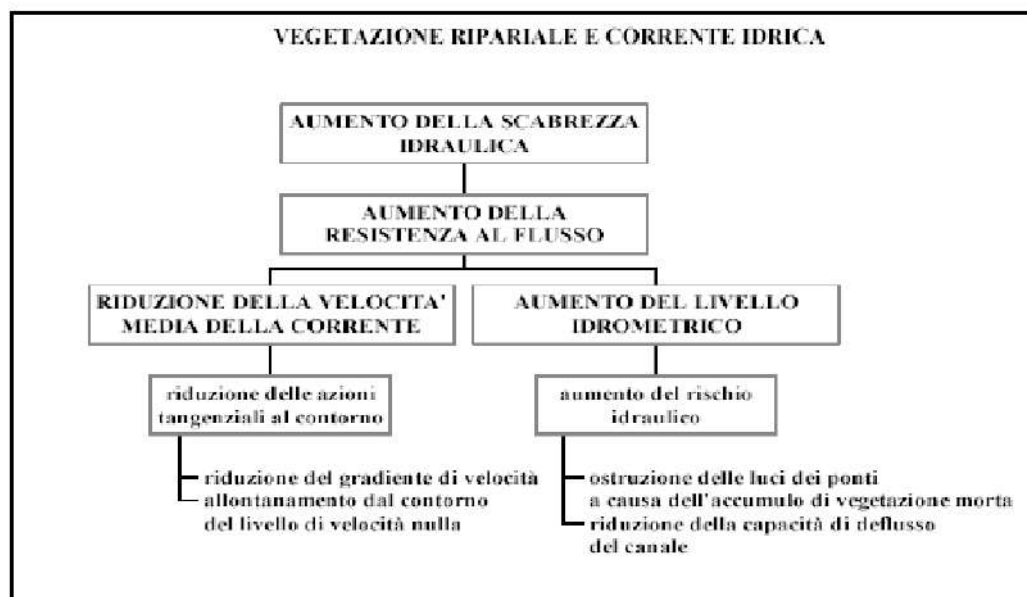 VEGETAZIONE RIPARIALE E CORRENTE IDRICA
AUMENTO DELLA SCABREZZA
IDRAULICA
AUMENTO DELLA
RESISTENZA AL FLUSSO
RIDUZIONE DELLA VELOCITA'
MEDIA DELLA CORRENTE
AUMENTO DEL LIVELLO
IDROMETRICO
riduzione delle azioni
tangenziali al contorno
aumento del rischio
idraulico
riduzione del gradiente di velocità
allontanamento dal contorno
del livello di velocità nulla
ostruzione delle luci dei ponti
a causa dell'accumulo di vegetazione morta
riduzione della capacità di deflusso
del canale